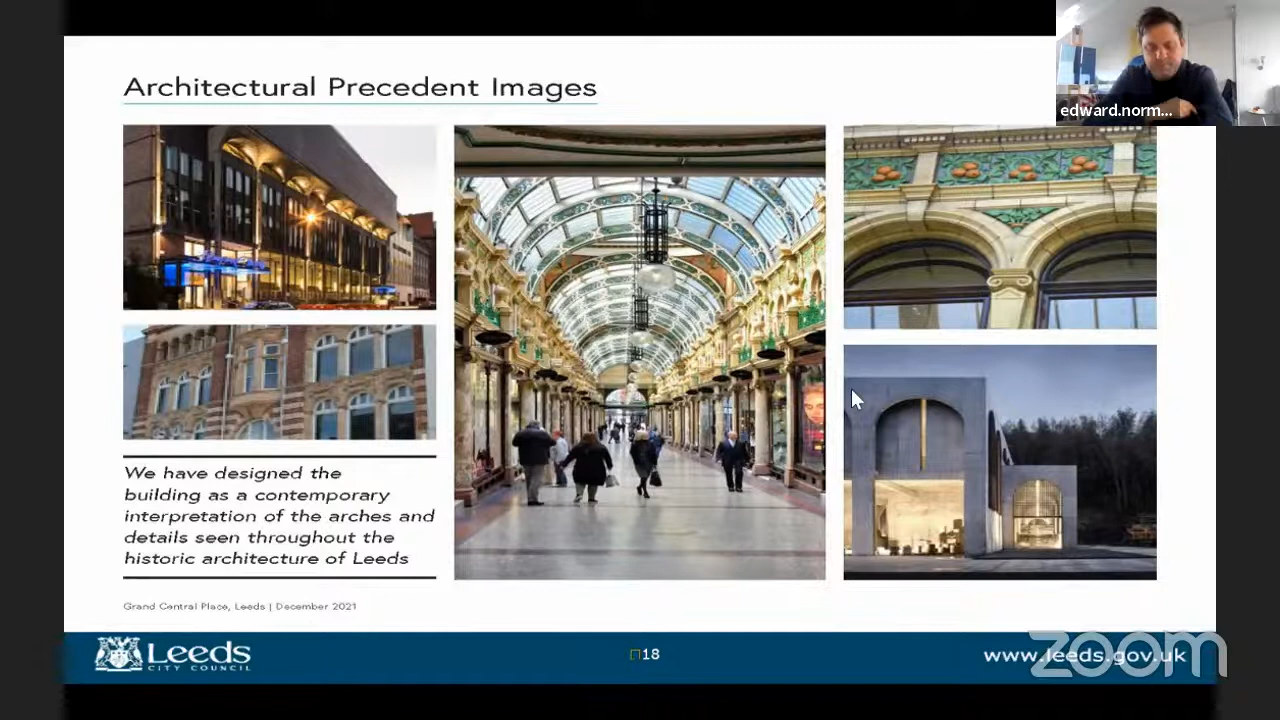 Architectural Precedent Images
edward.norm...
We have designed the
building as a contemporary
interpretation of the arches and
details seen throughout the
historic architecture of Leeds
Grand Central Place, Leeds | December 2021
Leeds
CITY COUNCIL
18
www.leeds.gov.uk
zoom